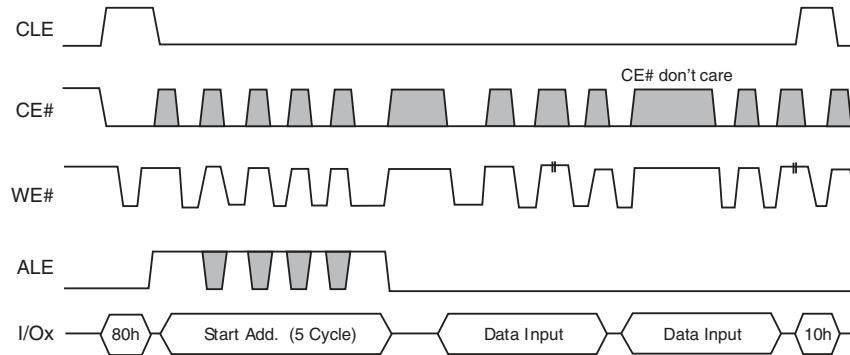 CLE
CE# don't care
CE#
WE#
ALE
I/Ox
80h
Start Add. (5 Cycle)
Data Input
Data Input
10h